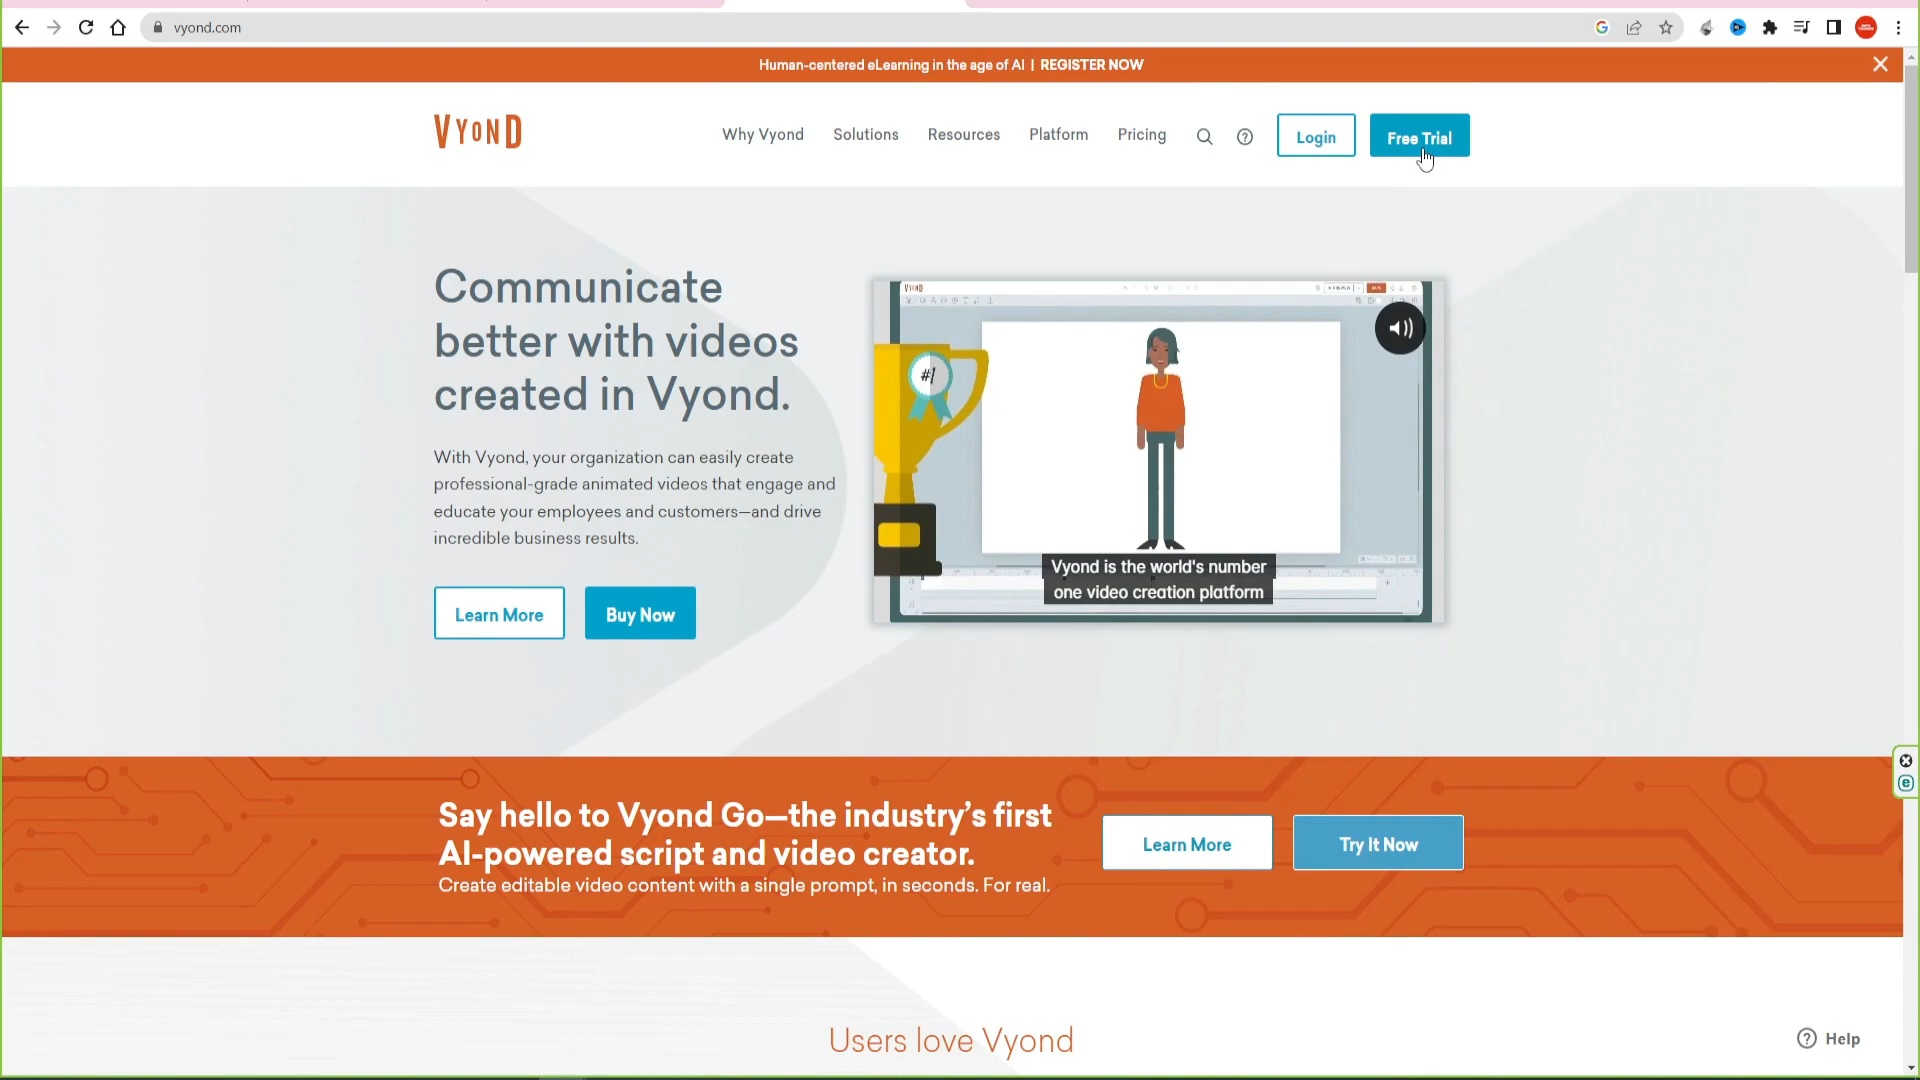 vyond.com
Human-centered eLearning in the age of AI | REGISTER NOW
VYOND
Why Vyond
Solutions
Resources
Platform
Pricing
Login
Free Trial
Communicate
better with videos
created in Vyond.
With Vyond, your organization can easily create
professional-grade animated videos that engage and
educate your employees and customers—and drive
incredible business results.
Learn More
Buy Now
VYOND
#1
Vyond is the world's number
one video creation platform
Say hello to Vyond Go—the industry's first
AI-powered script and video creator.
Create editable video content with a single prompt, in seconds. For real.
Learn More
Try It Now
Users love Vyond
Help